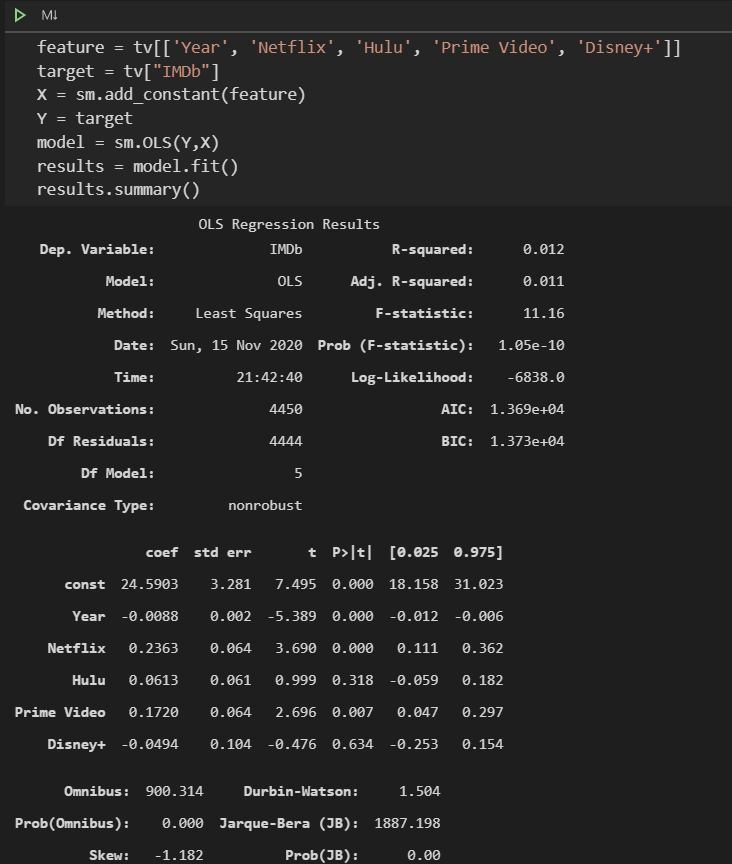 M↓
feature = tv[['Year', 'Netflix', 'Hulu', 'Prime Video', 'Disney+']]
target = tv["IMDb"]
X = sm.add_constant(feature)
Y = target
model = sm.OLS(Y,X)
results = model.fit()
results.summary()
OLS Regression Results
Dep. Variable: IMDb R-squared: 0.012
Model: OLS Adj. R-squared: 0.011
Method: Least Squares F-statistic: 11.16
Date: Sun, 15 Nov 2020 Prob (F-statistic): 1.05e-10
Time: 21:42:40 Log-Likelihood: -6838.0
No. Observations: 4450 AIC: 1.369e+04
Df Residuals: 4444 BIC: 1.373e+04
Df Model: 5
Covariance Type: nonrobust
coef std err t P>|t| [0.025 0.975]
const 24.5903 3.281 7.495 0.000 18.158 31.023
Year -0.0088 0.002 -5.389 0.000 -0.012 -0.006
Netflix 0.2363 0.064 3.690 0.000 0.111 0.362
Hulu 0.0613 0.061 0.999 0.318 -0.059 0.182
Prime Video 0.1720 0.064 2.696 0.007 0.047 0.297
Disney+ -0.0494 0.104 -0.476 0.634 -0.253 0.154
Omnibus: 900.314 Durbin-Watson: 1.504
Prob(Omnibus): 0.000 Jarque-Bera (JB): 1887.198
Skew: -1.182 Prob(JB): 0.00